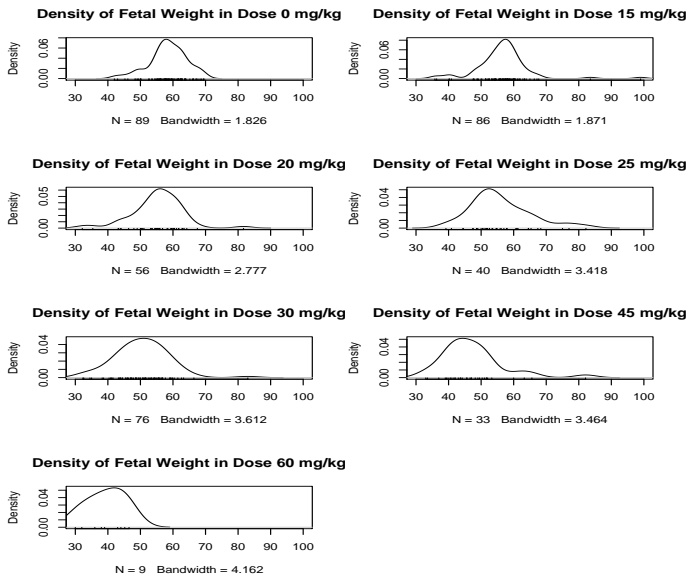 Density of Fetal Weight in Dose 0 mg/kg
Density
0.00 0.06
30 40 50 60 70 80 90 100
N = 89 Bandwidth = 1.826
Density of Fetal Weight in Dose 15 mg/kg
Density
0.00 0.06
30 40 50 60 70 80 90 100
N = 86 Bandwidth = 1.871
Density of Fetal Weight in Dose 20 mg/kg
Density
0.00 0.05
30 40 50 60 70 80 90 100
N = 56 Bandwidth = 2.777
Density of Fetal Weight in Dose 25 mg/kg
Density
0.00 0.04
30 40 50 60 70 80 90 100
N = 40 Bandwidth = 3.418
Density of Fetal Weight in Dose 30 mg/kg
Density
0.00 0.04
30 40 50 60 70 80 90 100
N = 76 Bandwidth = 3.612
Density of Fetal Weight in Dose 45 mg/kg
Density
0.00 0.04
30 40 50 60 70 80 90 100
N = 33 Bandwidth = 3.464
Density of Fetal Weight in Dose 60 mg/kg
Density
0.00 0.04
30 40 50 60 70 80 90 100
N = 9 Bandwidth = 4.162